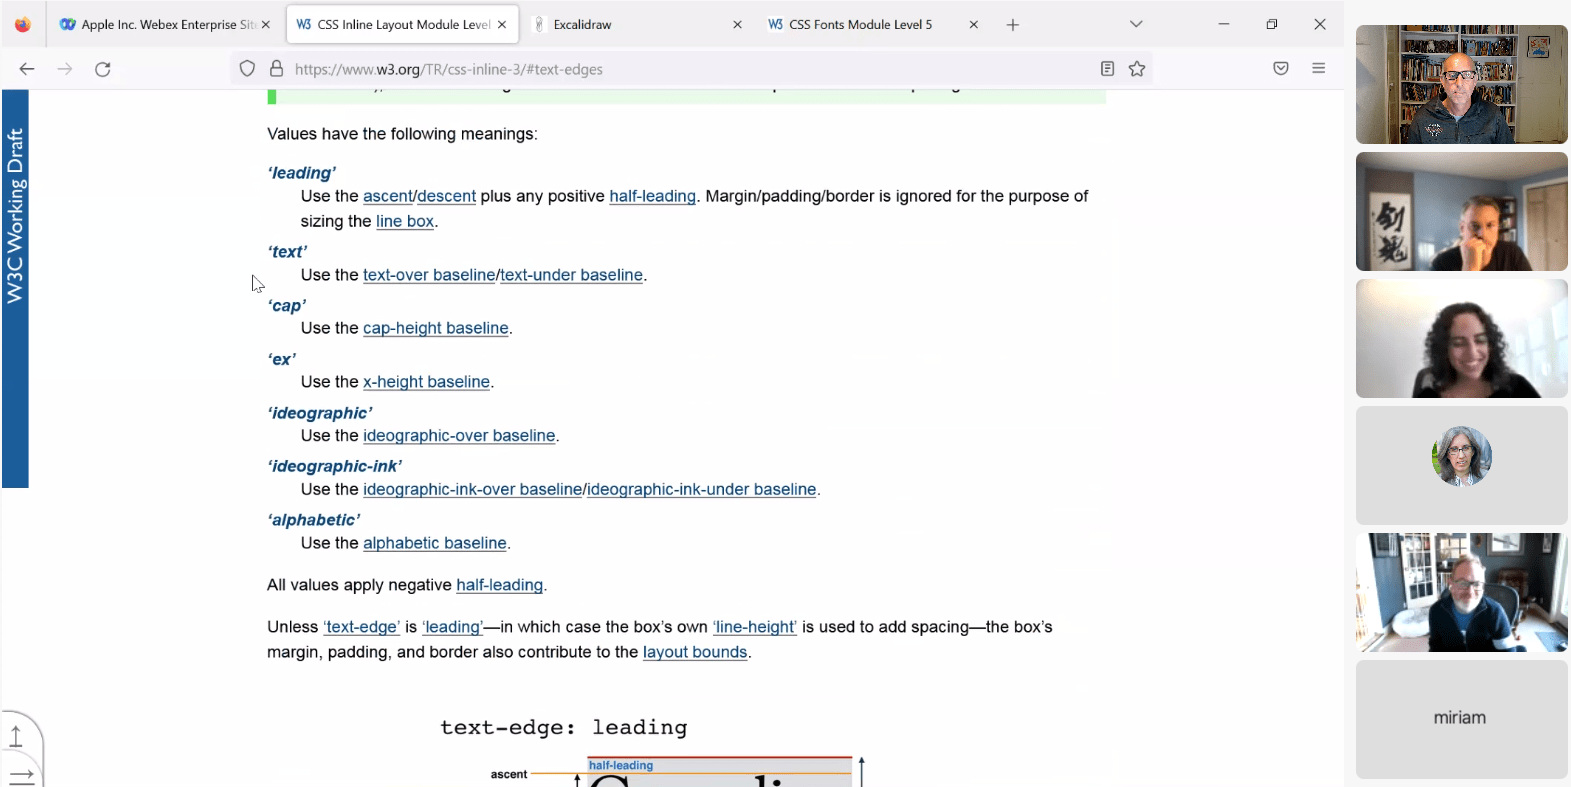 Apple Inc. Webex Enterprise Sit
CSS Inline Layout Module Level
Excalidraw
CSS Fonts Module Level 5
https://www.w3.org/TR/css-inline-3/#text-edges
W3C Working Draft
Values have the following meanings:
‘leading’
Use the ascent/descent plus any positive half-leading. Margin/padding/border is ignored for the purpose of
sizing the line box.
‘text’
Use the text-over baseline/text-under baseline.
‘cap’
Use the cap-height baseline.
‘ex’
Use the x-height baseline.
‘ideographic’
Use the ideographic-over baseline.
‘ideographic-ink’
Use the ideographic-ink-over baseline/ideographic-ink-under baseline.
‘alphabetic’
Use the alphabetic baseline.
All values apply negative half-leading.
Unless ‘text-edge’ is ‘leading’—in which case the box’s own ‘line-height’ is used to add spacing—the box’s
margin, padding, and border also contribute to the layout bounds.
text-edge: leading
half-leading
ascent
miriam